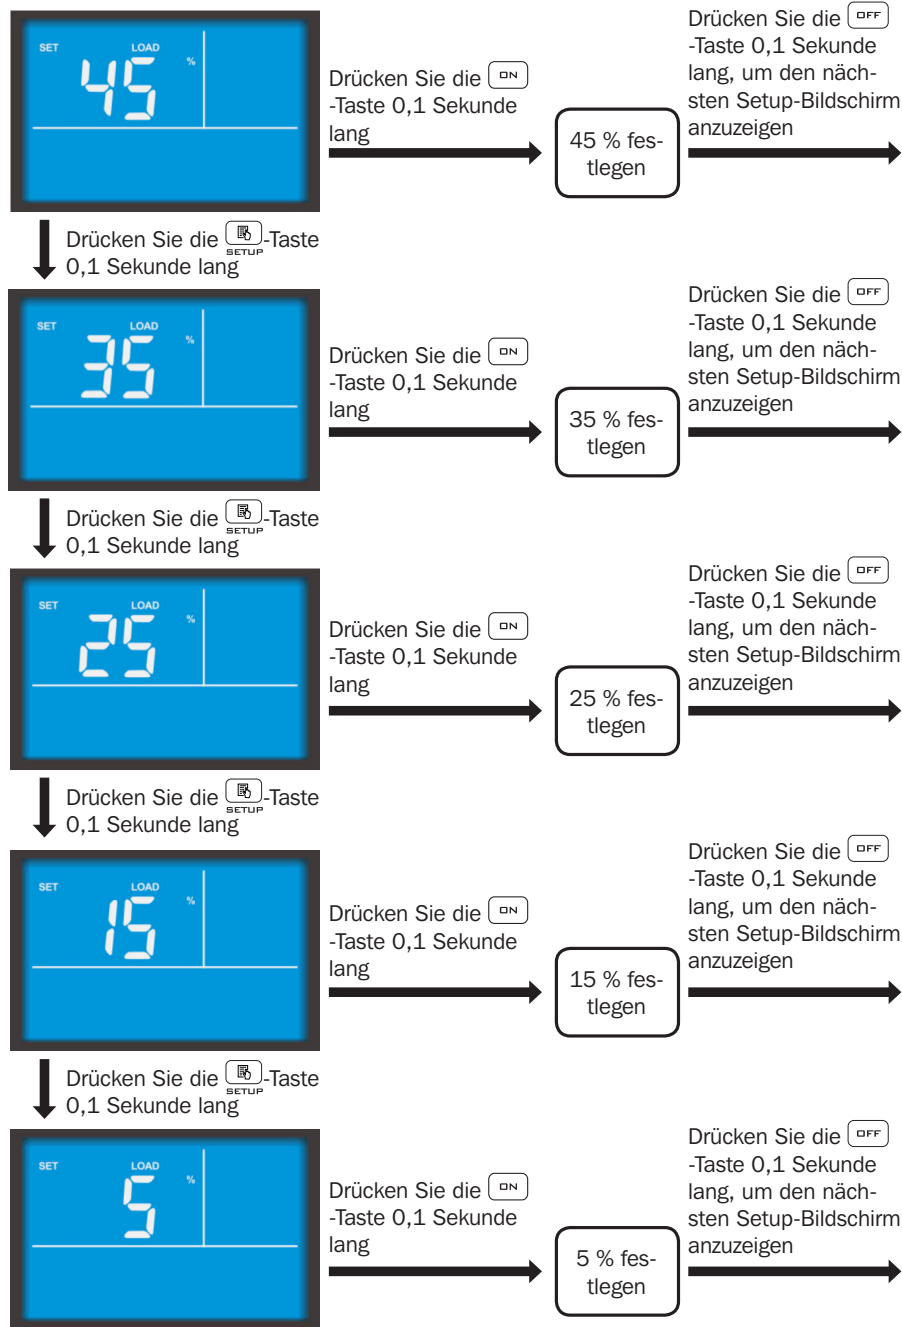 SET LOAD %
45
Drücken Sie die ON
-Taste 0,1 Sekunde
lang
45 % fes-
tlegen
Drücken Sie die OFF
-Taste 0,1 Sekunde
lang, um den näch-
sten Setup-Bildschirm
anzuzeigen
Drücken Sie die SETUP-Taste
0,1 Sekunde lang
SET LOAD %
35
Drücken Sie die ON
-Taste 0,1 Sekunde
lang
35 % fes-
tlegen
Drücken Sie die OFF
-Taste 0,1 Sekunde
lang, um den näch-
sten Setup-Bildschirm
anzuzeigen
Drücken Sie die SETUP-Taste
0,1 Sekunde lang
SET LOAD %
25
Drücken Sie die ON
-Taste 0,1 Sekunde
lang
25 % fes-
tlegen
Drücken Sie die OFF
-Taste 0,1 Sekunde
lang, um den näch-
sten Setup-Bildschirm
anzuzeigen
Drücken Sie die SETUP-Taste
0,1 Sekunde lang
SET LOAD %
15
Drücken Sie die ON
-Taste 0,1 Sekunde
lang
15 % fes-
tlegen
Drücken Sie die OFF
-Taste 0,1 Sekunde
lang, um den näch-
sten Setup-Bildschirm
anzuzeigen
Drücken Sie die SETUP-Taste
0,1 Sekunde lang
SET LOAD %
5
Drücken Sie die ON
-Taste 0,1 Sekunde
lang
5 % fes-
tlegen
Drücken Sie die OFF
-Taste 0,1 Sekunde
lang, um den näch-
sten Setup-Bildschirm
anzuzeigen